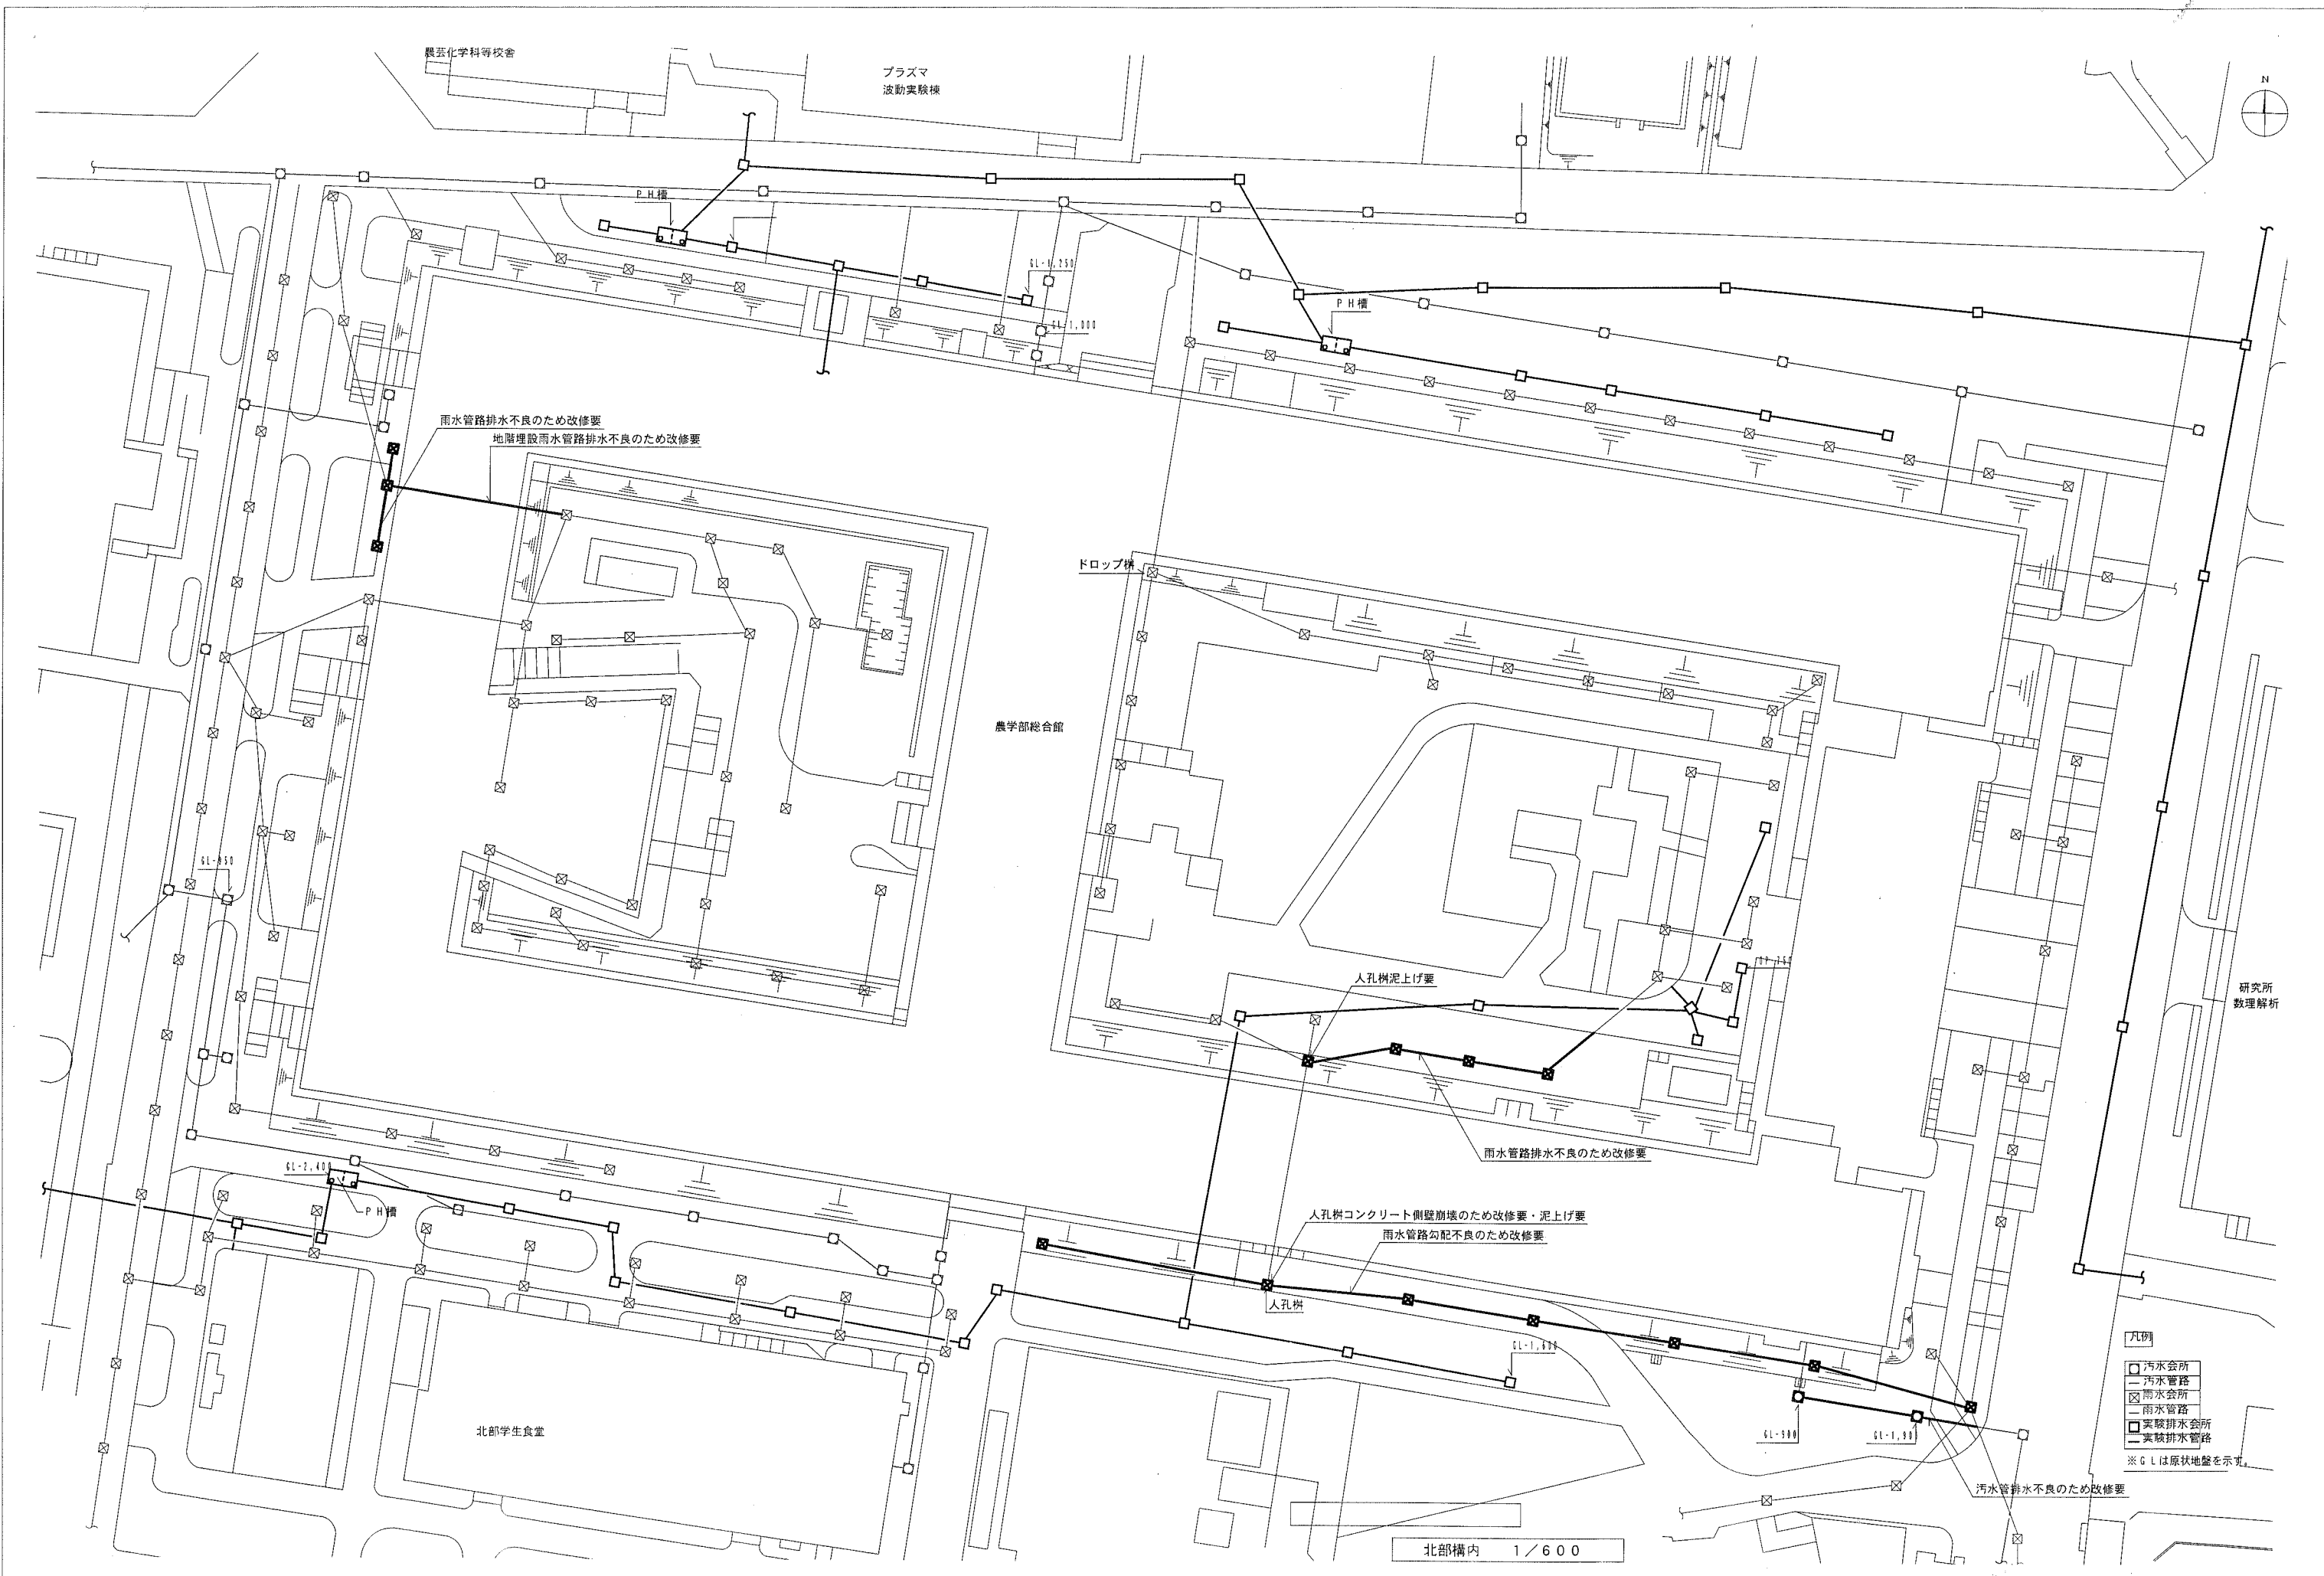 農芸化学科等校舎
プラズマ
波動実験棟
N
PH槽
GL-1,250
PH槽
GL-1,000
雨水管路排水不良のため改修要
地階埋設雨水管路排水不良のため改修要
ドロップ桝
農学部総合館
GL-850
人孔桝泥上げ要
研究所
数理解析
雨水管路排水不良のため改修要
GL-2,400
PH槽
人孔桝コンクリート側壁崩壊のため改修要・泥上げ要
雨水管路勾配不良のため改修要
人孔桝
GL-1,600
北部学生食堂
GL-900
凡例
汚水会所
汚水管路
雨水会所
雨水管路
実験排水会所
実験排水管路
※GLは原状地盤を示す。
汚水管排水不良のため改修要
北部構内 1/600